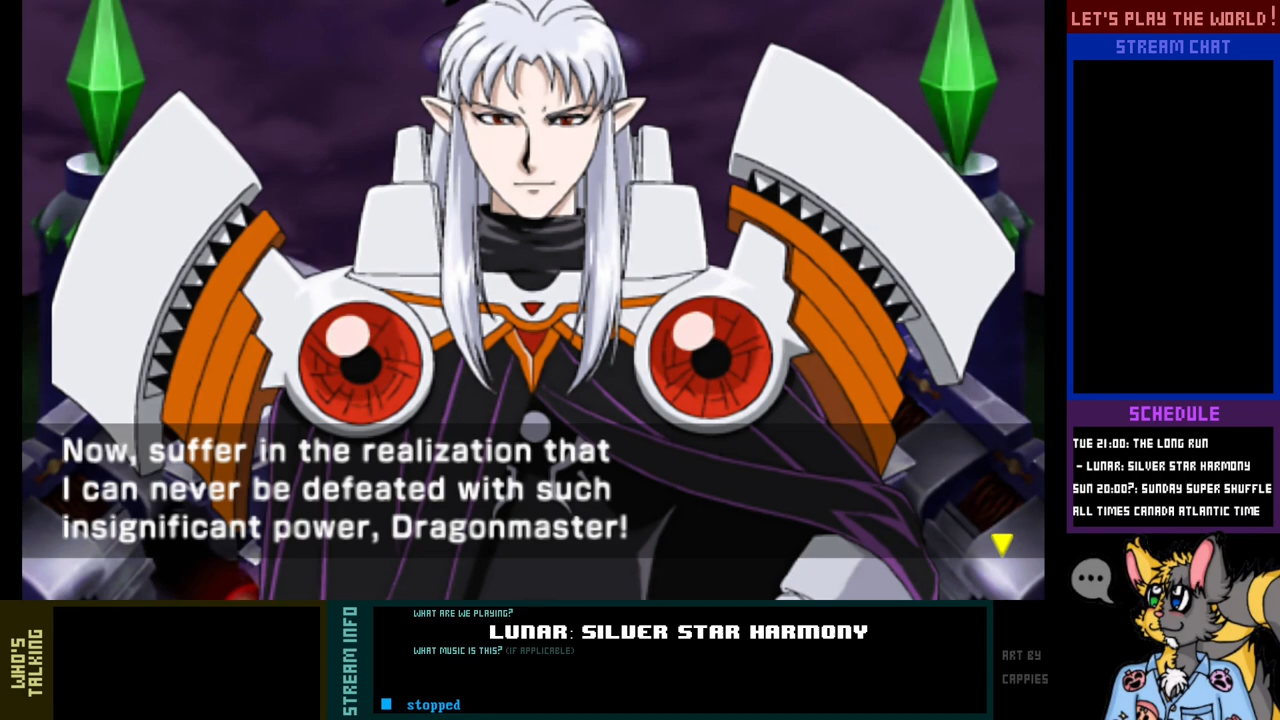 LET'S PLAY THE WORLD!
STREAM CHAT
Now, suffer in the realization that
I can never be defeated with such
insignificant power, Dragonmaster!
SCHEDULE
TUE 21:00: THE LONG RUN
- LUNAR: SILVER STAR HARMONY
SUN 20:00?: SUNDAY SUPER SHUFFLE
ALL TIMES CANADA ATLANTIC TIME
...
WHO'S
TALKING
STREAM INFO
WHAT ARE WE PLAYING?
LUNAR: SILVER STAR HARMONY
WHAT MUSIC IS THIS? (IF APPLICABLE)
stopped
ART BY
CAPPIES